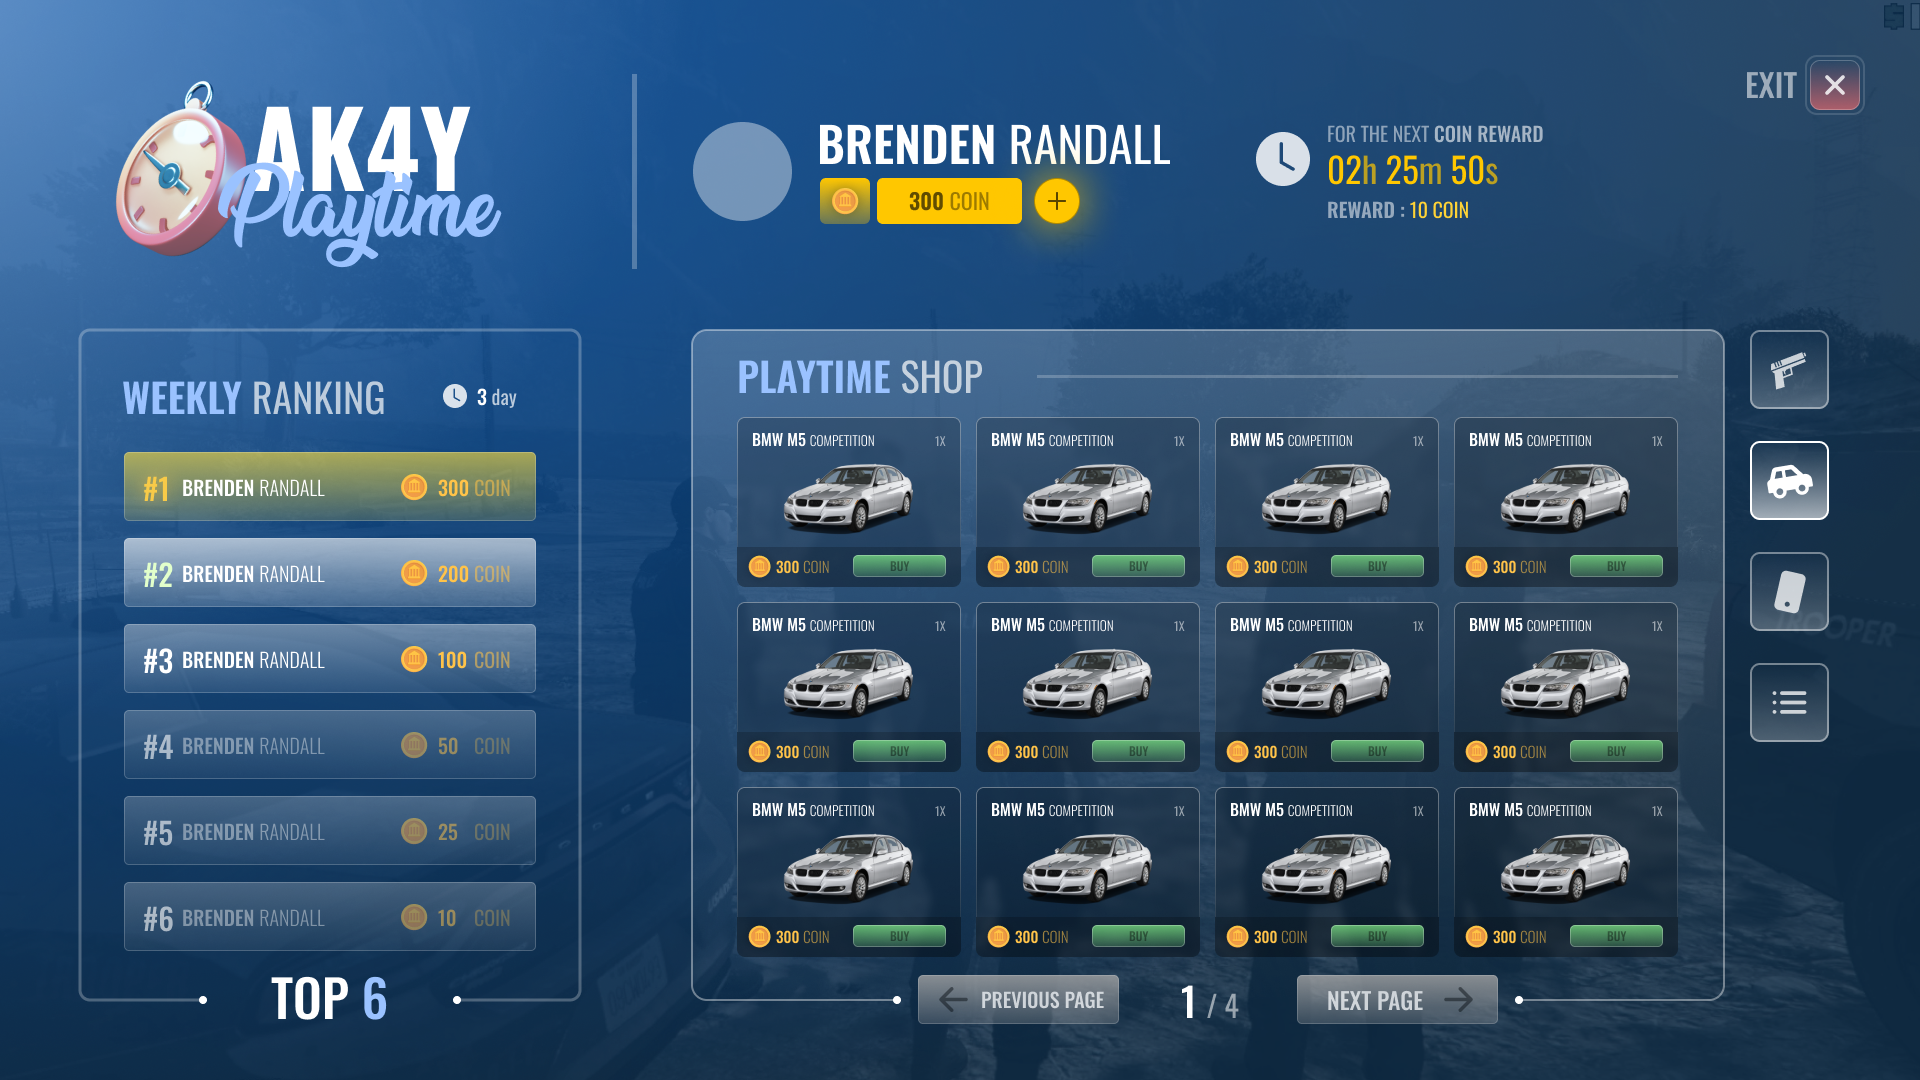 AK4Y
Playtime
BRENDEN RANDALL
300 COIN
FOR THE NEXT COIN REWARD
02h 25m 50s
REWARD : 10 COIN
EXIT
WEEKLY RANKING
3 day
#1 BRENDEN RANDALL 300 COIN
#2 BRENDEN RANDALL 200 COIN
#3 BRENDEN RANDALL 100 COIN
#4 BRENDEN RANDALL 50 COIN
#5 BRENDEN RANDALL 25 COIN
#6 BRENDEN RANDALL 10 COIN
TOP 6
PLAYTIME SHOP
BMW M5 COMPETITION 1X BMW M5 COMPETITION 1X BMW M5 COMPETITION 1X BMW M5 COMPETITION 1X
300 COIN BUY 300 COIN BUY 300 COIN BUY 300 COIN BUY
BMW M5 COMPETITION 1X BMW M5 COMPETITION 1X BMW M5 COMPETITION 1X BMW M5 COMPETITION 1X
300 COIN BUY 300 COIN BUY 300 COIN BUY 300 COIN BUY
BMW M5 COMPETITION 1X BMW M5 COMPETITION 1X BMW M5 COMPETITION 1X BMW M5 COMPETITION 1X
300 COIN BUY 300 COIN BUY 300 COIN BUY 300 COIN BUY
PREVIOUS PAGE
1 / 4
NEXT PAGE
TROOPER